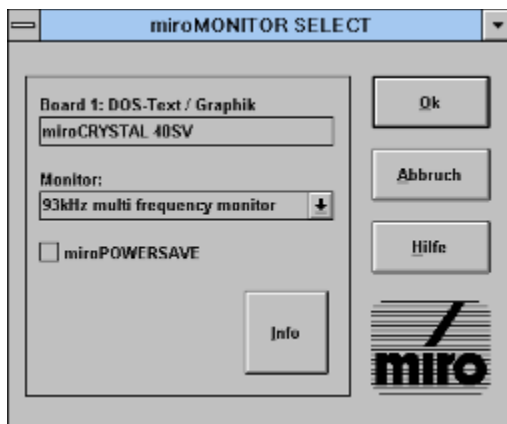 miroMONITOR SELECT
Board 1: DOS-Text / Graphik
miroCRYSTAL 40SV
Monitor:
93kHz multi frequency monitor
miroPOWERSAVE
Info
Ok
Abbruch
Hilfe
miro